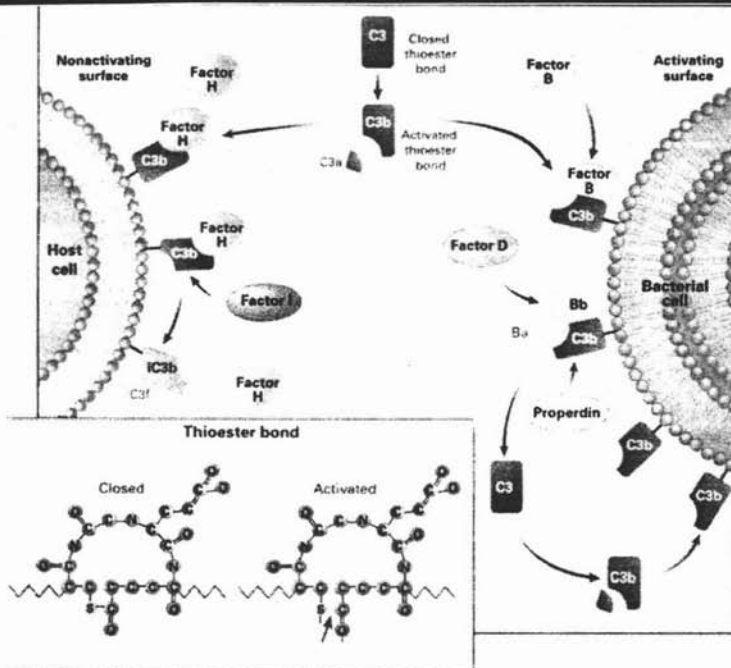 Nonactivating
surface
Factor
H
Factor
H
C3b
C3
Closed
thioester
bond
C3b
Activated
thioester
bond
C3a
Factor
B
Activating
surface
Factor
B
C3b
Host
cell
C3b
Factor
H
Factor I
iC3b
C3f
Factor
H
Factor D
Bb
Ba
C3b
Bacterial
cell
Properdin
C3
C3b
C3b
C3b
Thioester bond
Closed
Activated
S
S